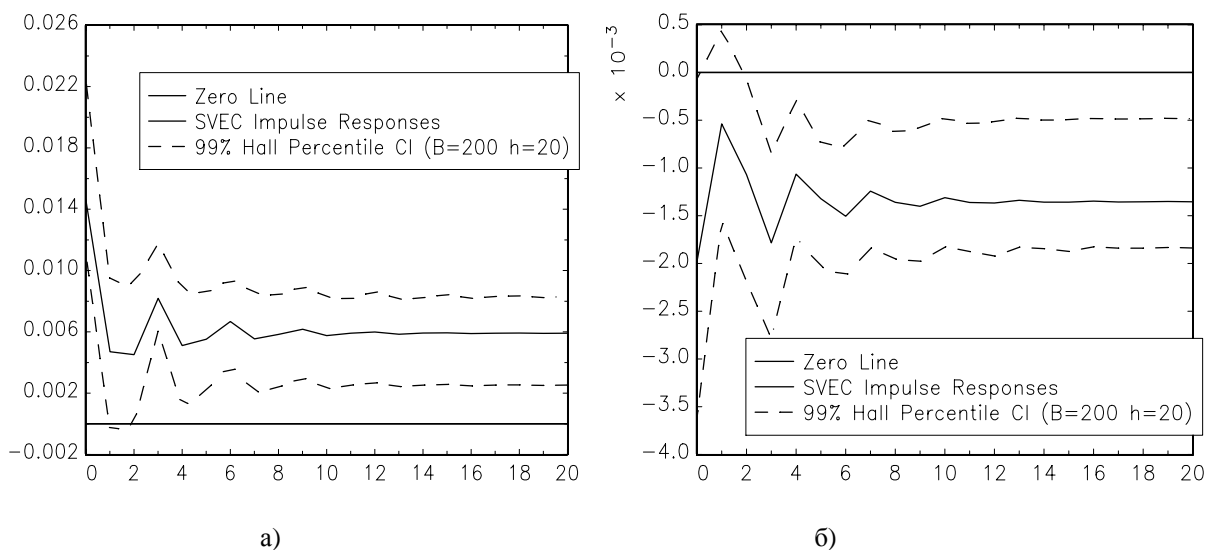 0.026
0.022
0.018
0.014
0.010
0.006
0.002
-0.002
0 2 4 6 8 10 12 14 16 18 20
Zero Line
SVEC Impulse Responses
99% Hall Percentile CI (B=200 h=20)
а)
x 10⁻³
0.5
0.0
-0.5
-1.0
-1.5
-2.0
-2.5
-3.0
-3.5
-4.0
0 2 4 6 8 10 12 14 16 18 20
Zero Line
SVEC Impulse Responses
99% Hall Percentile CI (B=200 h=20)
б)